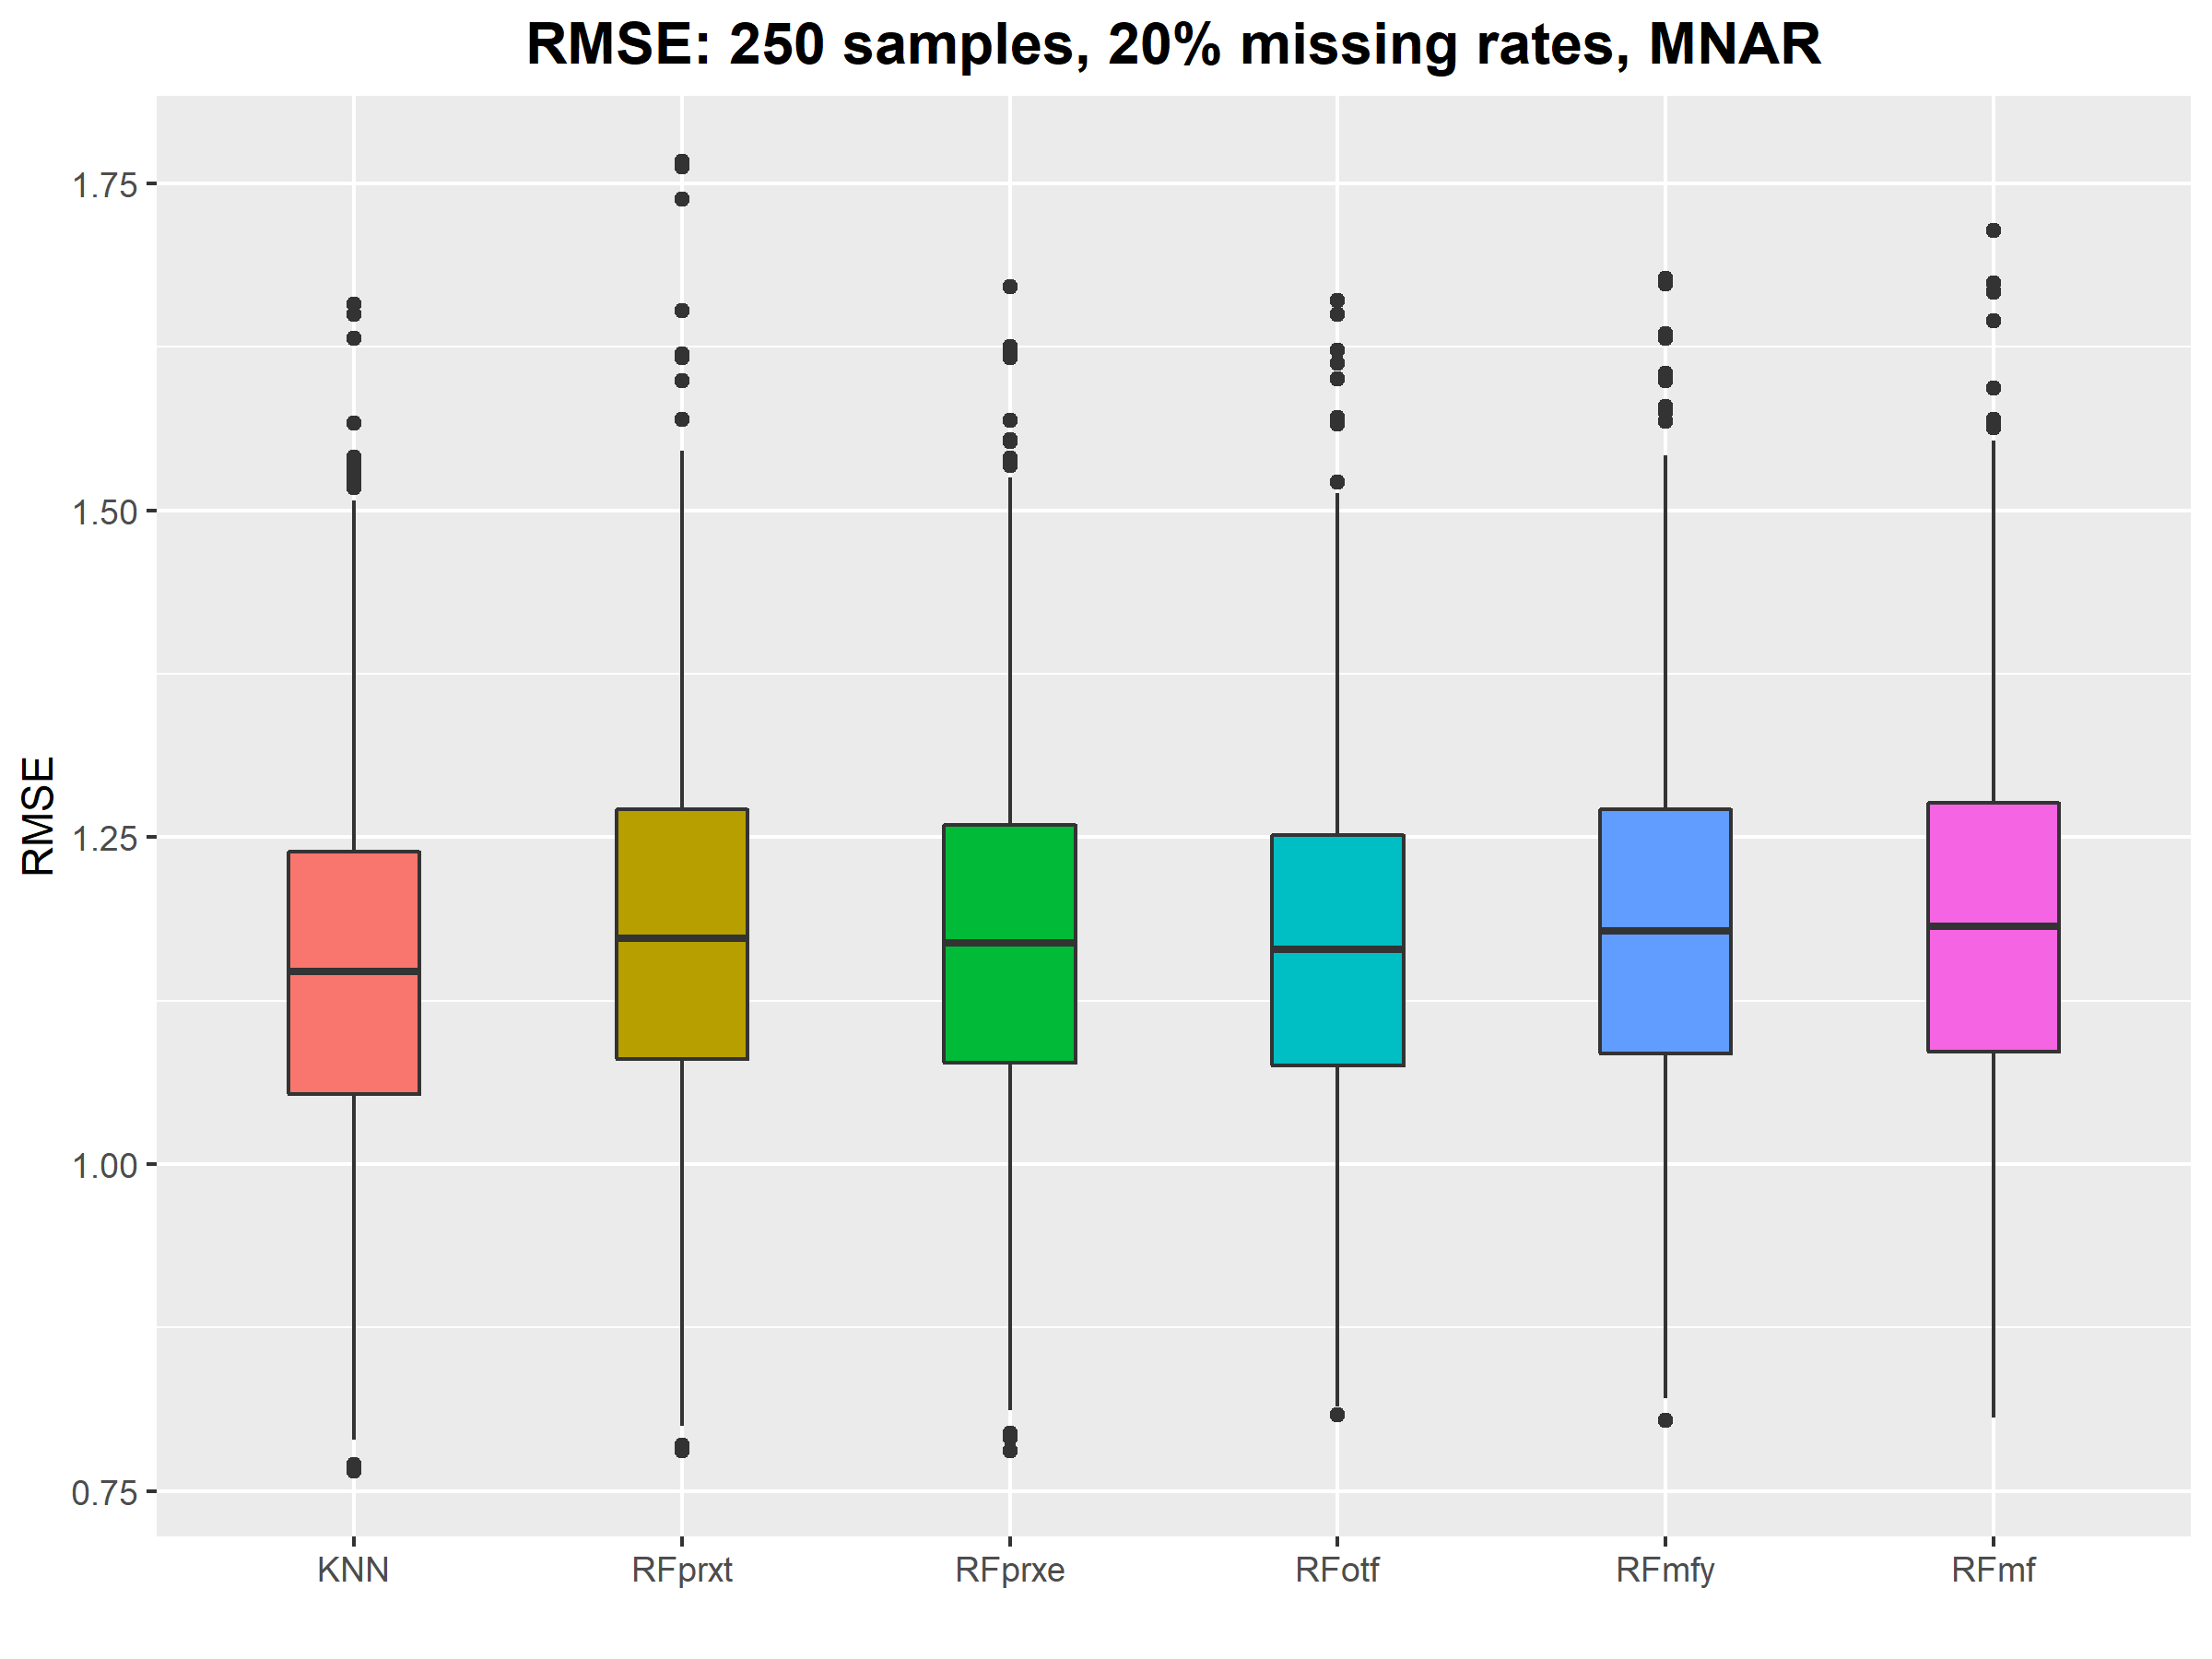 RMSE: 250 samples, 20% missing rates, MNAR
RMSE
1.75
1.50
1.25
1.00
0.75
KNN RFprxt RFprxe RFotf RFmfy RFmf